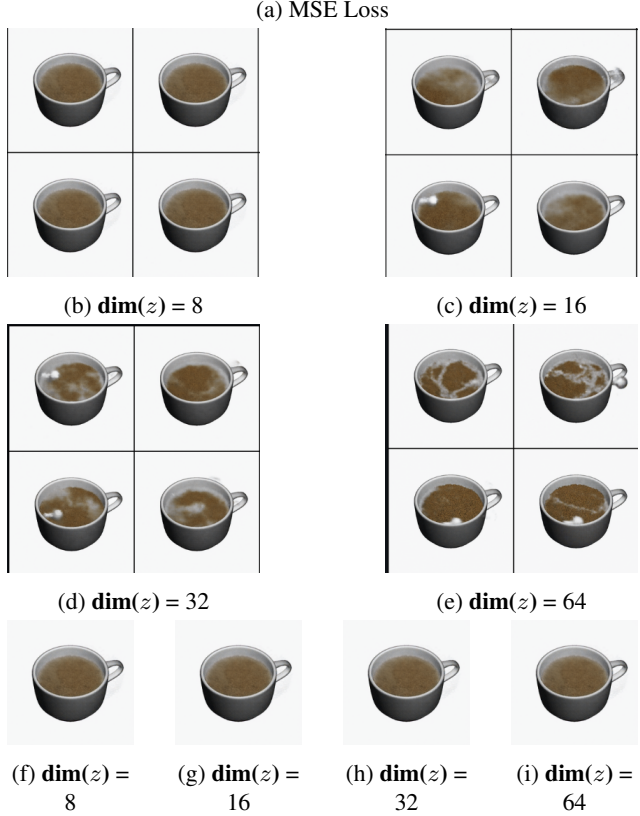 (a) MSE Loss
(b) dim(z) = 8
(c) dim(z) = 16
(d) dim(z) = 32
(e) dim(z) = 64
(f) dim(z) =
8
(g) dim(z) =
16
(h) dim(z) =
32
(i) dim(z) =
64